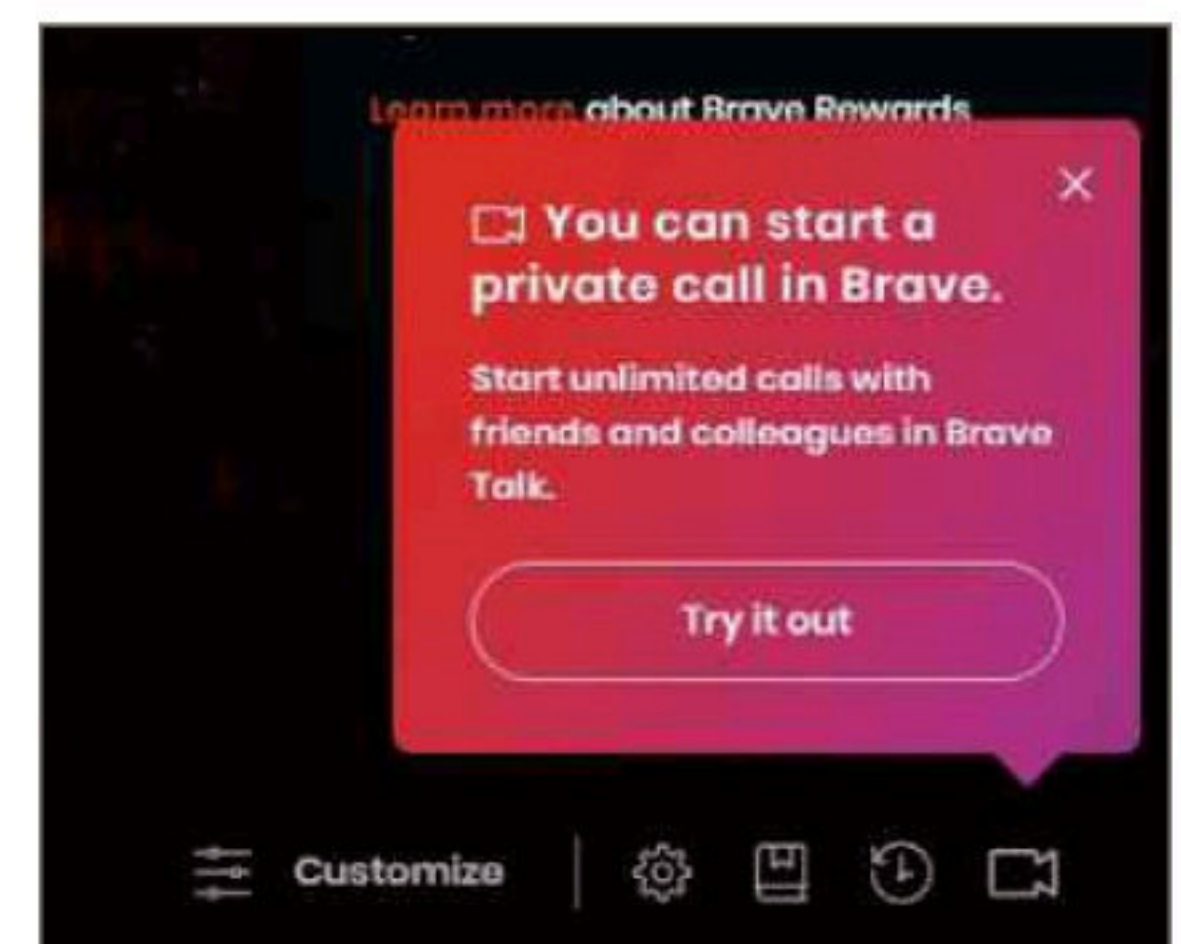 Learn more about Brave Rewards
You can start a
private call in Brave.
Start unlimited calls with
friends and colleagues in Brave
Talk.
Try it out
Customize